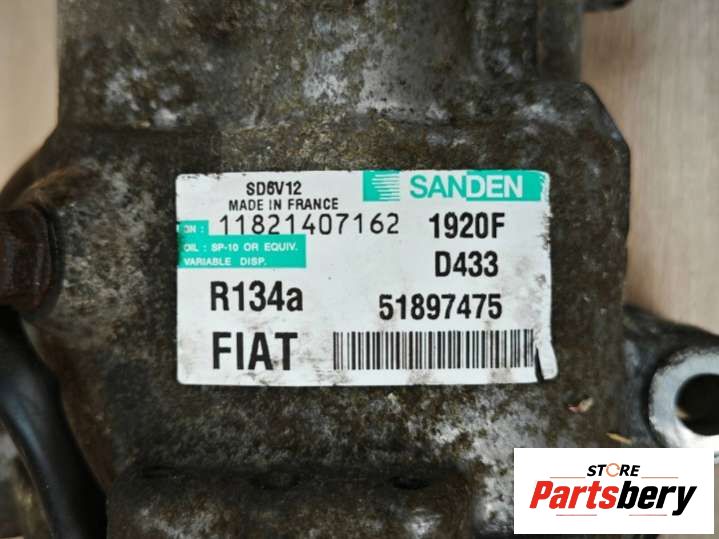 SD6V12
MADE IN FRANCE
SANDEN
SN: 11821407162
1920F
OIL: SP-10 OR EQUIV.
VARIABLE DISP.
D433
R134a
51897475
FIAT
STORE
Partsbery